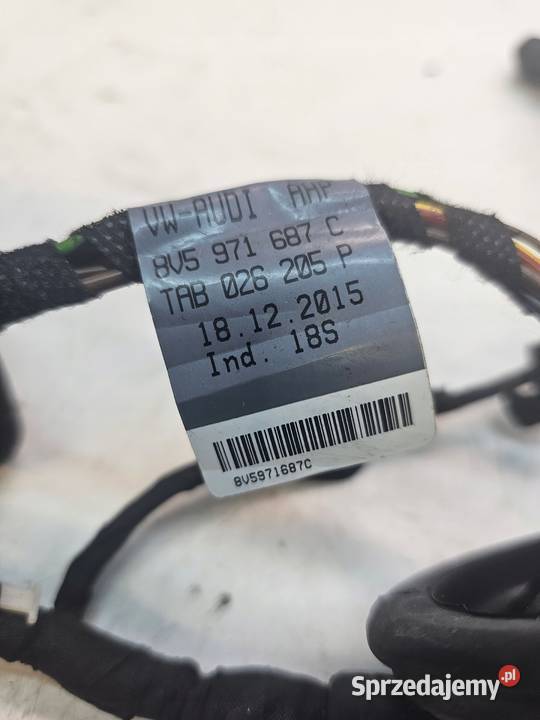 VW-AUDI AHP
8V5 971 687 C
TAB 026 205 P
18.12.2015
Ind. 18S
8V5971687C
Sprzedajemy.pl